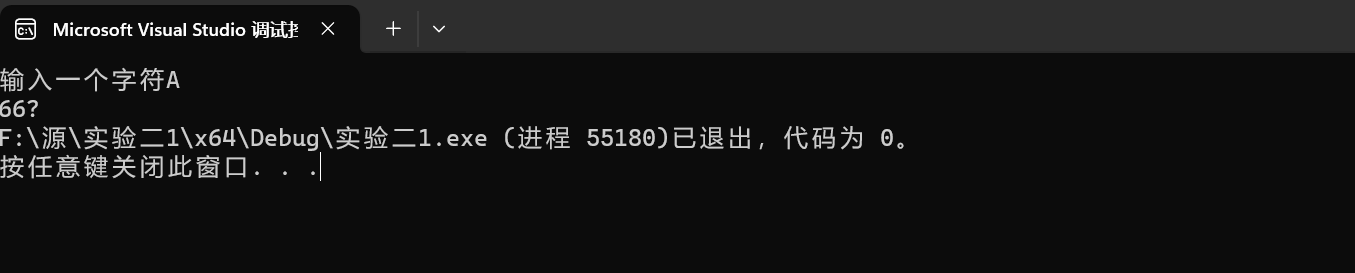 Microsoft Visual Studio 调试
输入一个字符A
66?
F:\源\实验二1\x64\Debug\实验二1.exe (进程 55180)已退出，代码为 0。
按任意键关闭此窗口. . .